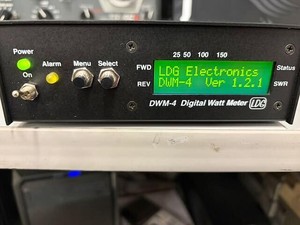 25 50 100 150
Power Alarm Menu Select FWD LDG Electronics Status
On REV DWM-4 Ver 1.2.1 SWR
DWM-4 Digital Watt Meter LDG